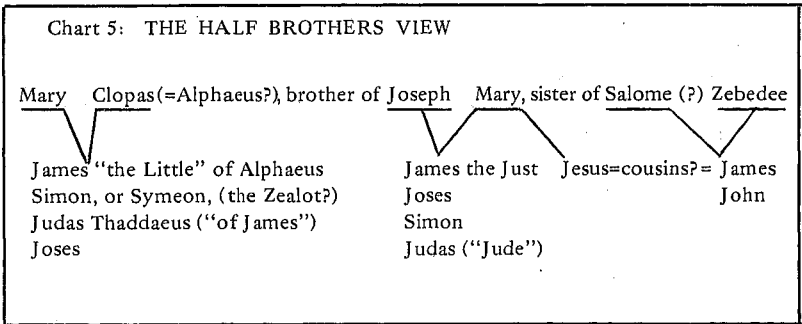 Chart 5: THE HALF BROTHERS VIEW
Mary Clopas (=Alphaeus?), brother of Joseph Mary, sister of Salome (?) Zebedee
James "the Little" of Alphaeus James the Just Jesus=cousins?= James
Simon, or Symeon, (the Zealot?) Joses John
Judas Thaddaeus ("of James") Simon
Joses Judas ("Jude")